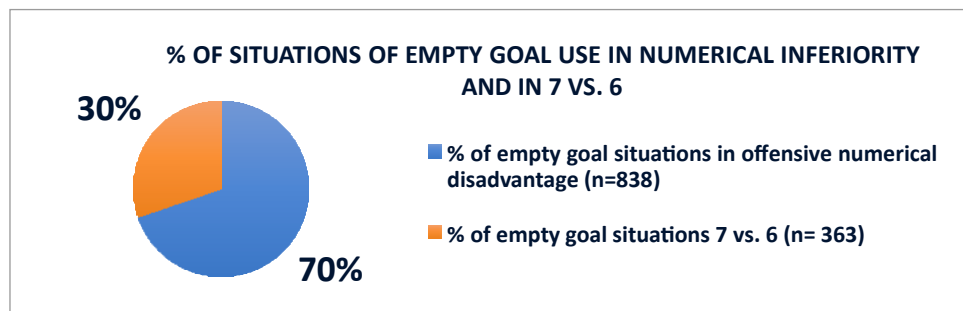 % OF SITUATIONS OF EMPTY GOAL USE IN NUMERICAL INFERIORITY
AND IN 7 VS. 6
30%
% of empty goal situations in offensive numerical
disadvantage (n=838)
% of empty goal situations 7 vs. 6 (n= 363)
70%